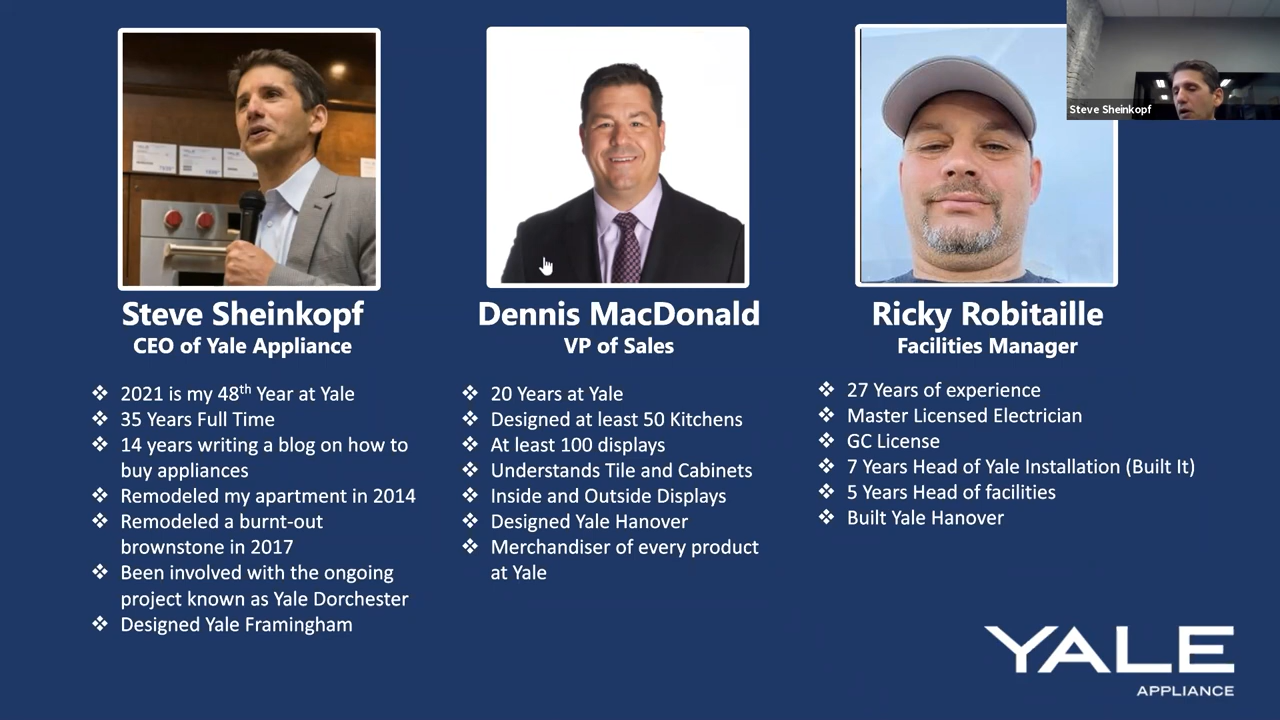 Steve Sheinkopf
Steve Sheinkopf
CEO of Yale Appliance
❖ 2021 is my 48th Year at Yale
❖ 35 Years Full Time
❖ 14 years writing a blog on how to
buy appliances
❖ Remodeled my apartment in 2014
❖ Remodeled a burnt-out
brownstone in 2017
❖ Been involved with the ongoing
project known as Yale Dorchester
❖ Designed Yale Framingham
Dennis MacDonald
VP of Sales
❖ 20 Years at Yale
❖ Designed at least 50 Kitchens
❖ At least 100 displays
❖ Understands Tile and Cabinets
❖ Inside and Outside Displays
❖ Designed Yale Hanover
❖ Merchandiser of every product
at Yale
Ricky Robitaille
Facilities Manager
❖ 27 Years of experience
❖ Master Licensed Electrician
❖ GC License
❖ 7 Years Head of Yale Installation (Built It)
❖ 5 Years Head of facilities
❖ Built Yale Hanover
YALE
APPLIANCE